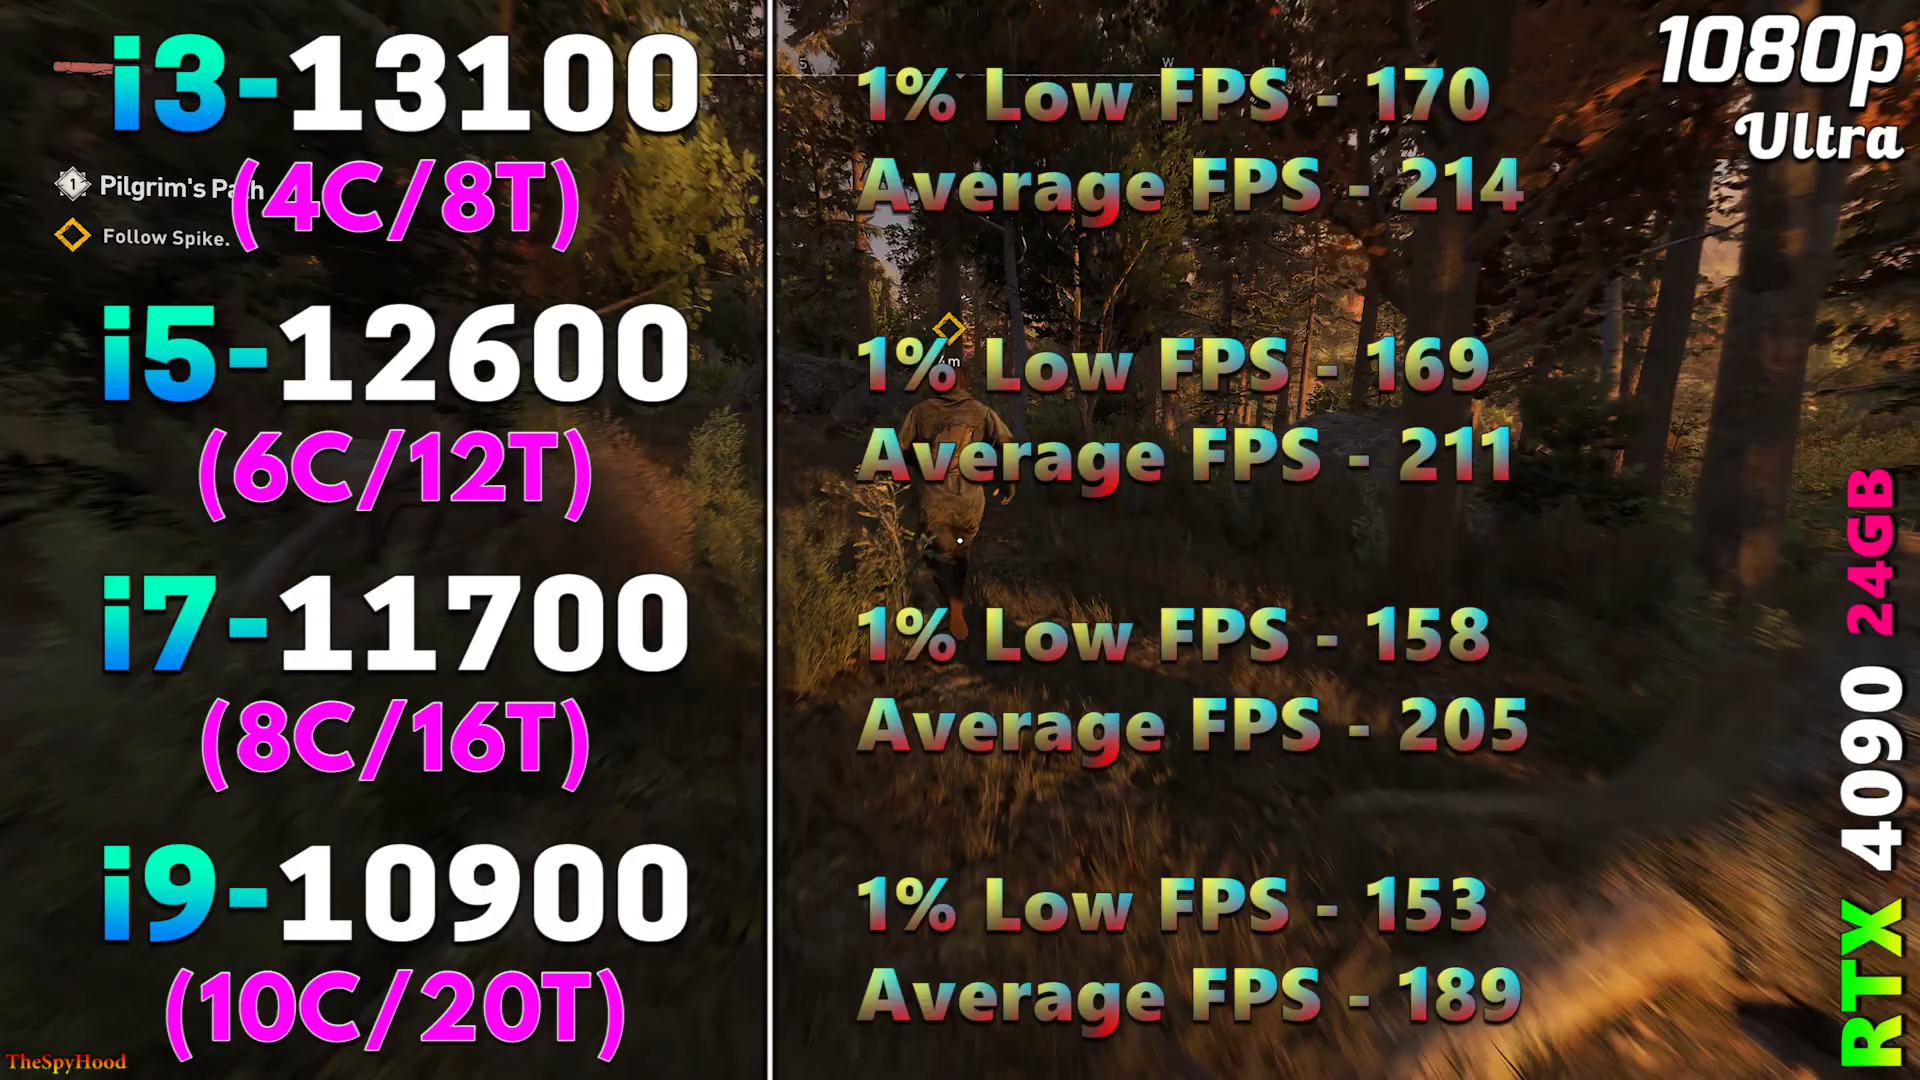 i3-13100
(4C/8T)
1% Low FPS - 170
Average FPS - 214
1080p
Ultra
S
W
1
Pilgrim's Path
Follow Spike.
i5-12600
(6C/12T)
1% Low FPS - 169
Average FPS - 211
i7-11700
(8C/16T)
1% Low FPS - 158
Average FPS - 205
i9-10900
(10C/20T)
1% Low FPS - 153
Average FPS - 189
RTX 4090 24GB
TheSpyHood